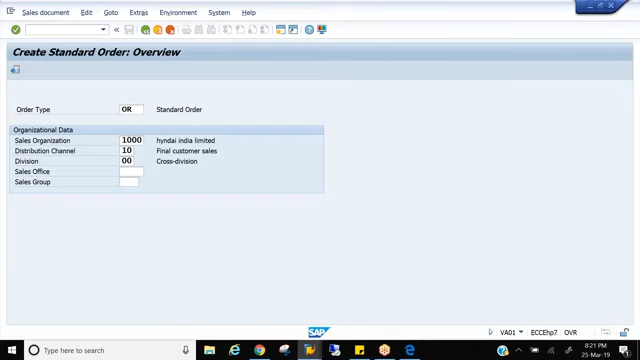 Sales document Edit Goto Extras Environment System Help
Create Standard Order: Overview
Order Type OR Standard Order
Organizational Data
Sales Organization 1000 hyndai india limited
Distribution Channel 10 Final customer sales
Division 00 Cross-division
Sales Office
Sales Group
SAP
VA01 ECCEhp7 OVR
Type here to search
8:21 PM
25-Mar-19